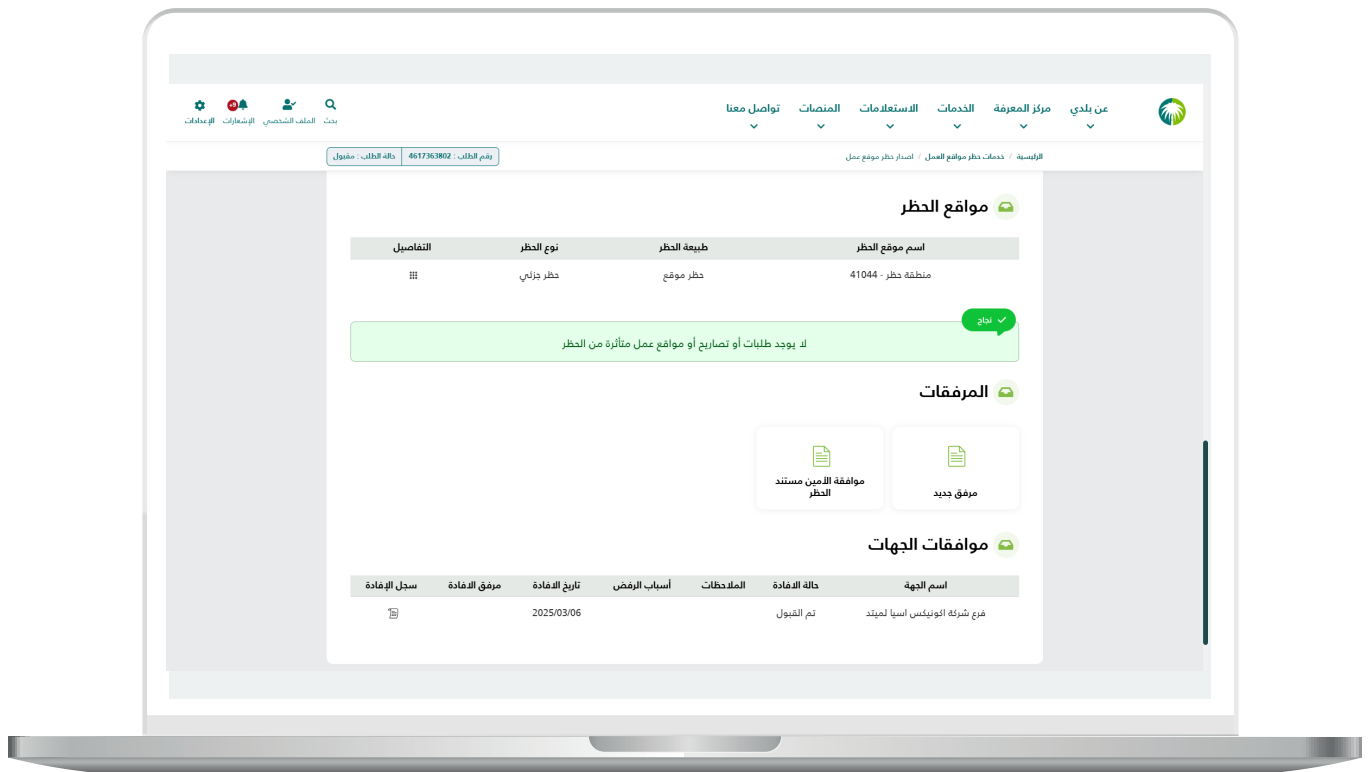 عن بلدي
مركز المعرفة
الخدمات
الاستعلامات
المنصات
تواصل معنا
بحث
الملف الشخصي
+9
الإشعارات
الإعدادات
الرئيسية / خدمات حظر مواقع العمل / اصدار حظر موقع عمل
رقم الطلب : 4617363802
حالة الطلب : مقبول
مواقع الحظر
اسم موقع الحظر طبيعة الحظر نوع الحظر التفاصيل
منطقة حظر - 41044 حظر موقع حظر جزئي
نجاح
لا يوجد طلبات أو تصاريح أو مواقع عمل متأثرة من الحظر
المرفقات
مرفق جديد
موافقة الأمين مستند
الحظر
موافقات الجهات
اسم الجهة حالة الافادة الملاحظات أسباب الرفض تاريخ الافادة مرفق الافادة سجل الإفادة
فرع شركة اكونيكس اسيا لميتد تم القبول 2025/03/06